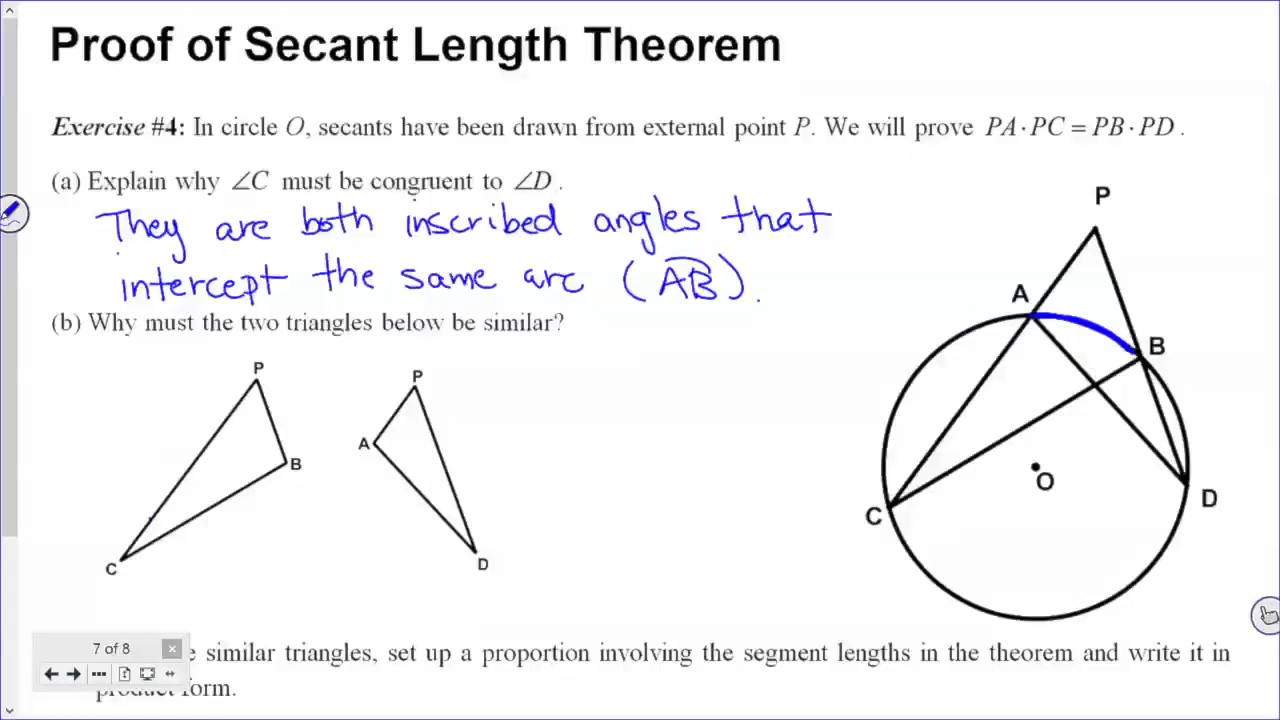 Proof of Secant Length Theorem
Exercise #4: In circle O, secants have been drawn from external point P. We will prove PA·PC = PB·PD.
(a) Explain why ∠C must be congruent to ∠D.
They are both inscribed angles that
intercept the same arc (A͡B).
(b) Why must the two triangles below be similar?
P
B
C
P
A
D
P
A
B
O
C
D
7 of 8
similar triangles, set up a proportion involving the segment lengths in the theorem and write it in
product form.